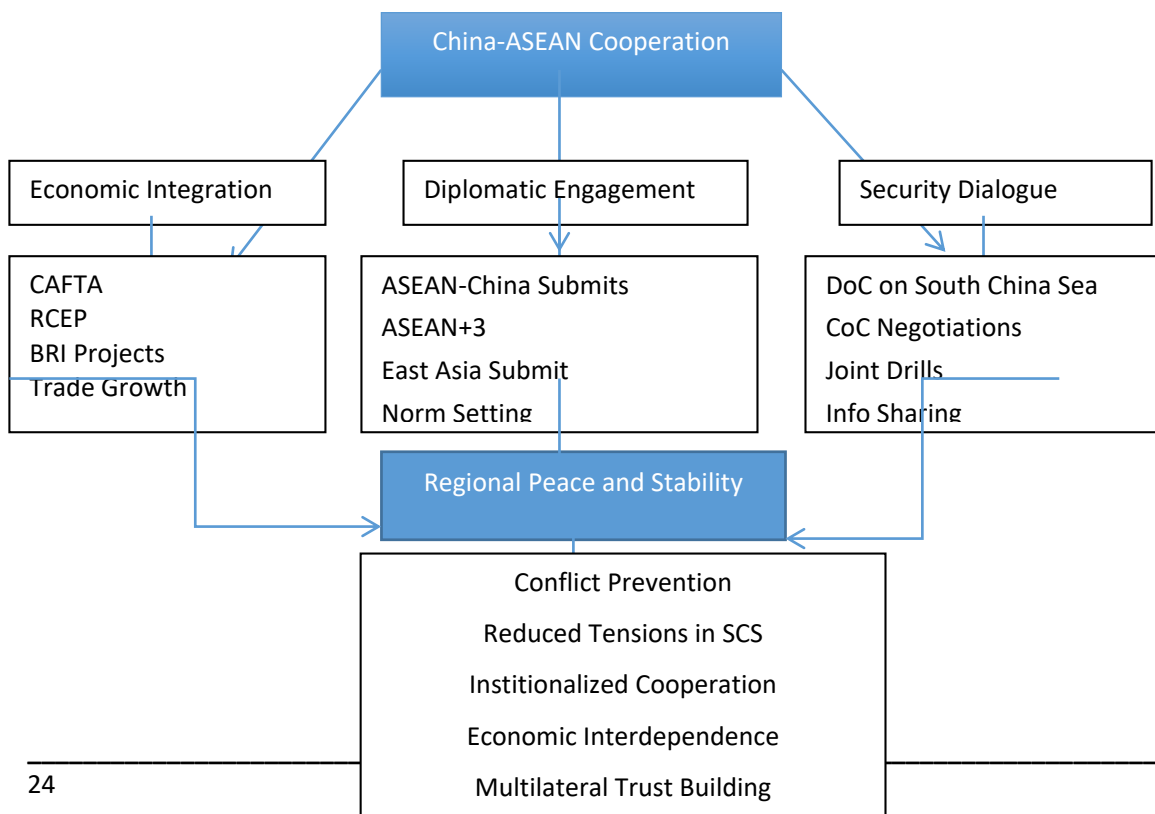 China-ASEAN Cooperation
Economic Integration
Diplomatic Engagement
Security Dialogue
CAFTA
RCEP
BRI Projects
Trade Growth
ASEAN-China Submits
ASEAN+3
East Asia Submit
Norm Setting
DoC on South China Sea
CoC Negotiations
Joint Drills
Info Sharing
Regional Peace and Stability
Conflict Prevention
Reduced Tensions in SCS
Institionalized Cooperation
Economic Interdependence
Multilateral Trust Building
24